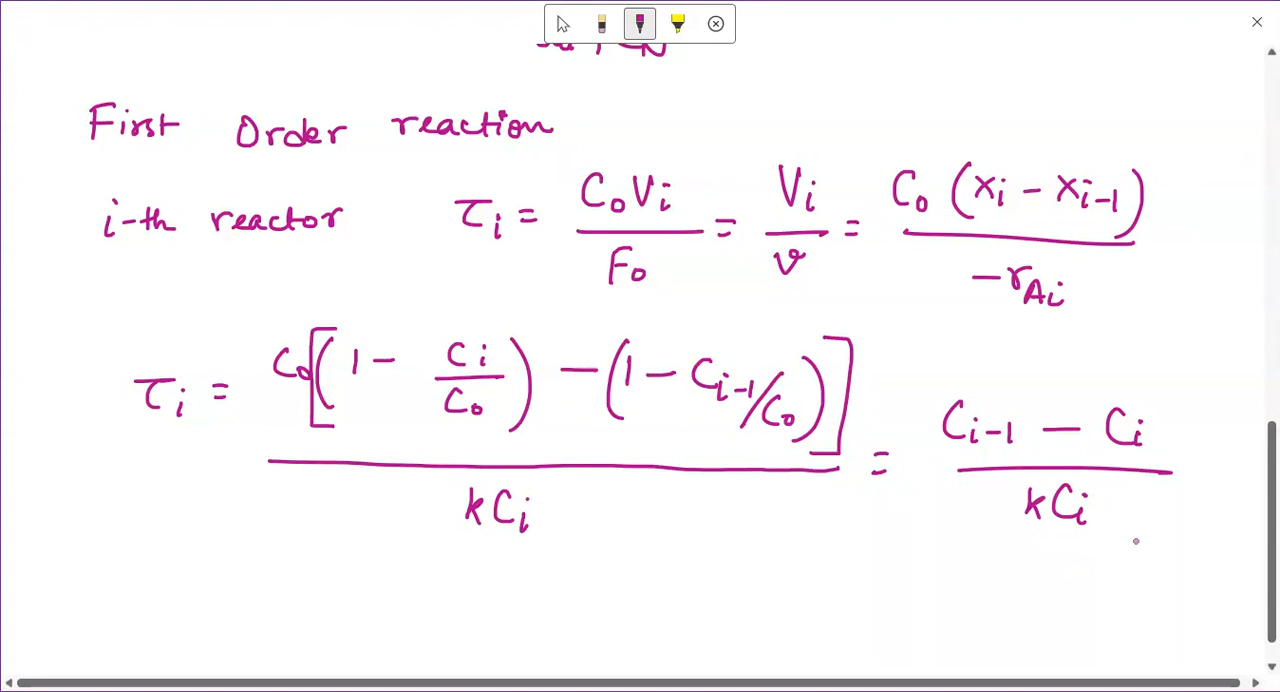 First Order reaction
i-th reactor τi = C0Vi / F0 = Vi / v = C0 (Xi - Xi-1) / -rAi
τi = C0[(1 - Ci/C0) - (1 - Ci-1/C0)] / kCi = Ci-1 - Ci / kCi